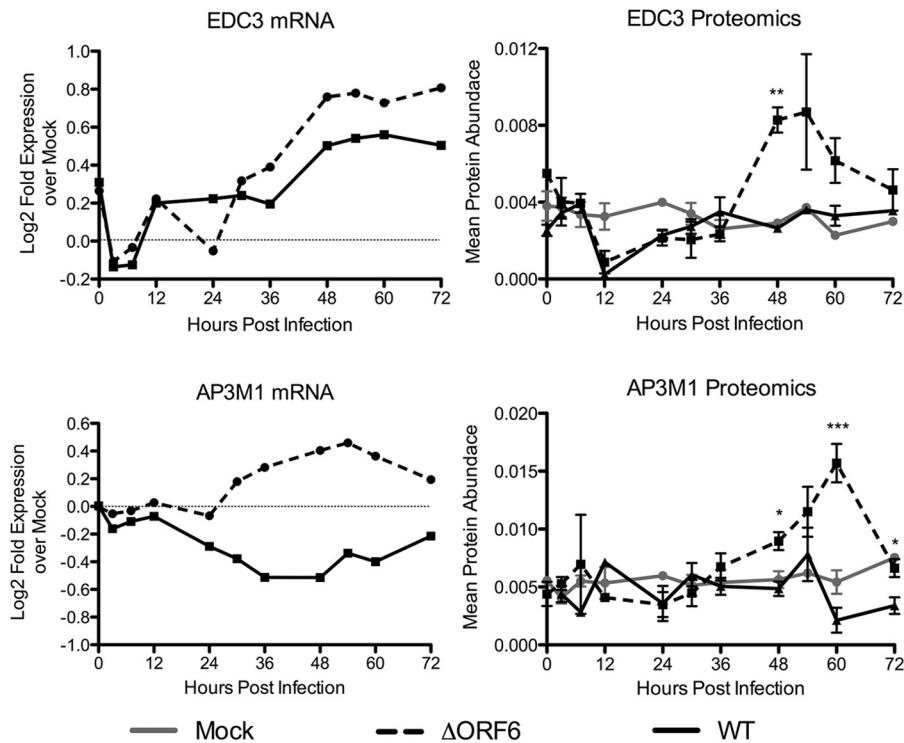 EDC3 mRNA
Log2 Fold Expression
over Mock
1.0
0.8
0.6
0.4
0.2
0.0
-0.2
0 12 24 36 48 60 72
Hours Post Infection
EDC3 Proteomics
Mean Protein Abundace
0.012
0.008
0.004
0.000
**
0 12 24 36 48 60 72
Hours Post Infection
AP3M1 mRNA
Log2 Fold Expression
over Mock
0.6
0.4
0.2
0.0
-0.2
-0.4
-0.6
-0.8
-1.0
0 12 24 36 48 60 72
Hours Post Infection
AP3M1 Proteomics
Mean Protein Abundace
0.020
0.015
0.010
0.005
0.000
*
***
*
0 12 24 36 48 60 72
Hours Post Infection
Mock ΔORF6 WT